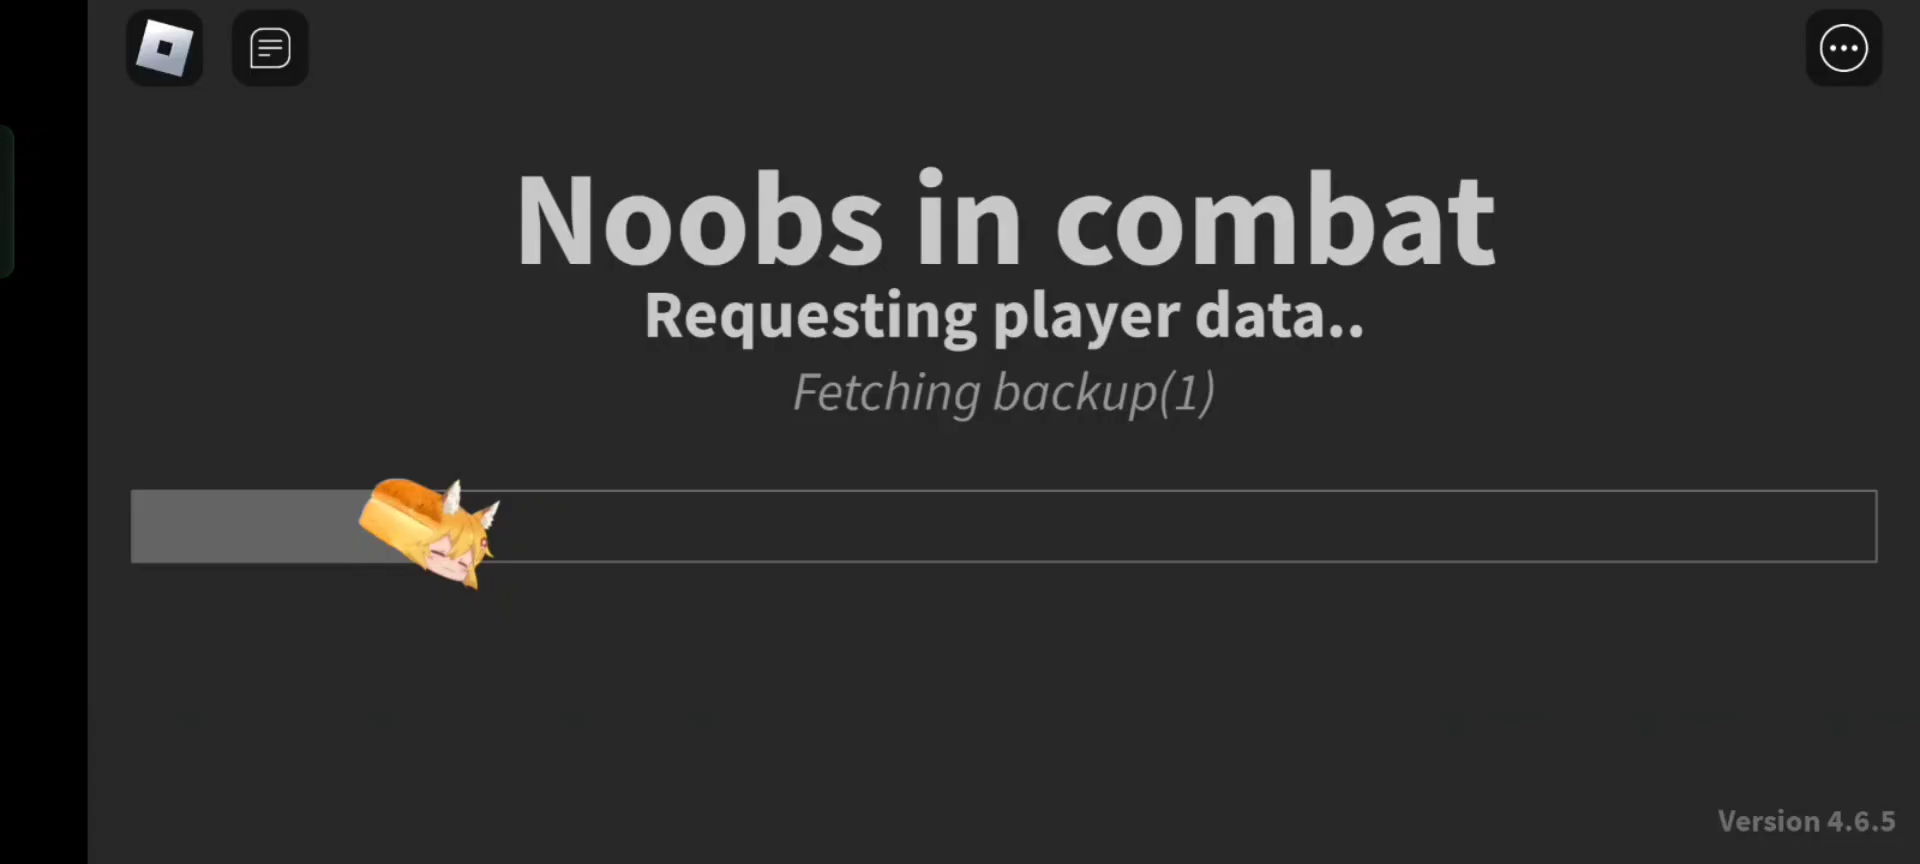 Noobs in combat
Requesting player data..
Fetching backup(1)
Version 4.6.5